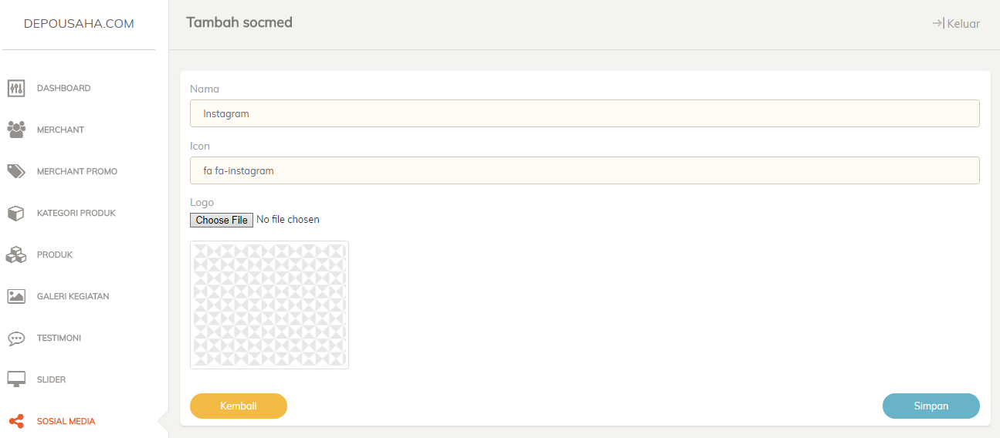 DEPOUSAHA.COM
Tambah socmed
Keluar
DASHBOARD
MERCHANT
MERCHANT PROMO
KATEGORI PRODUK
PRODUK
GALERI KEGIATAN
TESTIMONI
SLIDER
SOSIAL MEDIA
Nama
Instagram
Icon
fa fa-instagram
Logo
Choose File No file chosen
Kembali
Simpan